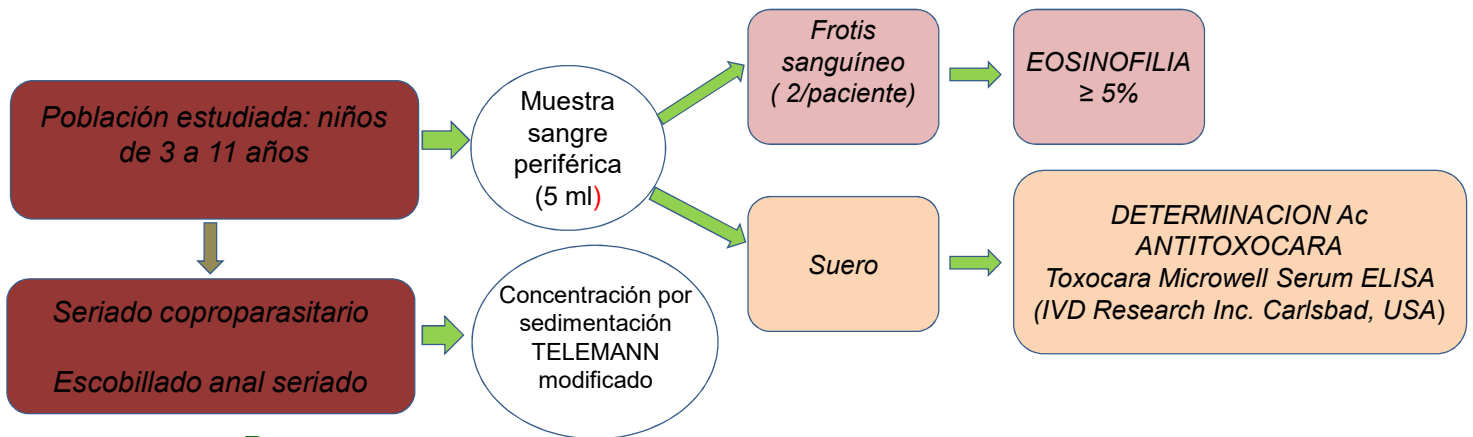 Población estudiada: niños
de 3 a 11 años
Muestra
sangre
periférica
(5 ml)
Frotis
sanguíneo
( 2/paciente)
EOSINOFILIA
≥ 5%
Suero
DETERMINACION Ac
ANTITOXOCARA
Toxocara Microwell Serum ELISA
(IVD Research Inc. Carlsbad, USA)
Seriado coproparasitario
Escobillado anal seriado
Concentración por
sedimentación
TELEMANN
modificado